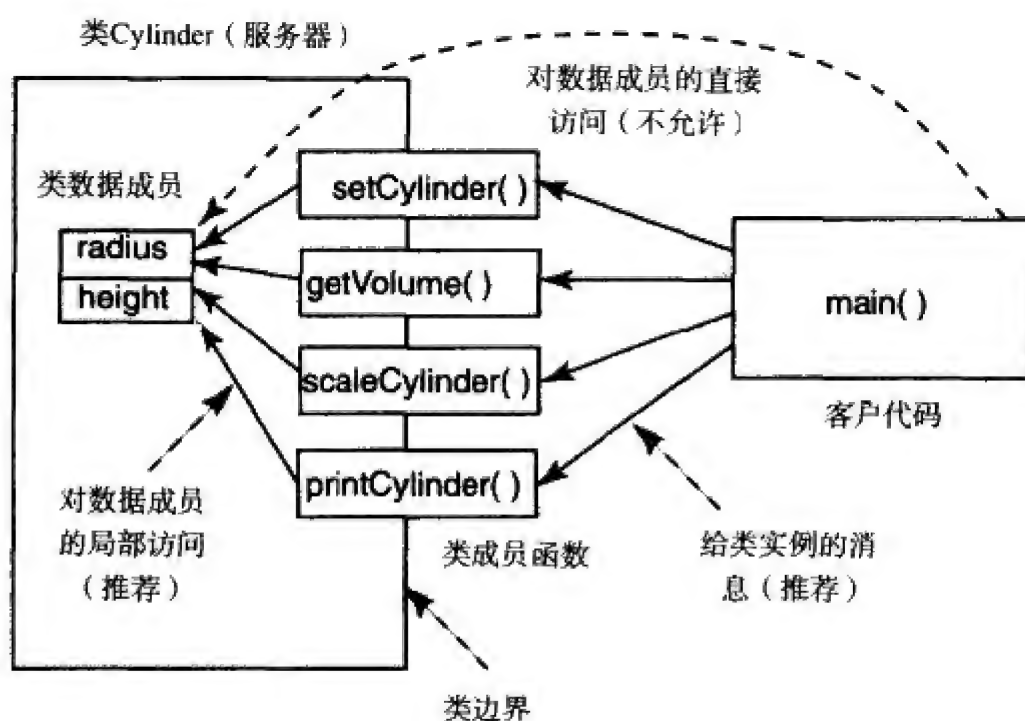 类Cylinder（服务器）
对数据成员的直接
访问（不允许）
类数据成员
radius
height
setCylinder( )
getVolume( )
scaleCylinder( )
printCylinder( )
main( )
客户代码
对数据成员
的局部访问
（推荐）
类成员函数
给类实例的消
息（推荐）
类边界